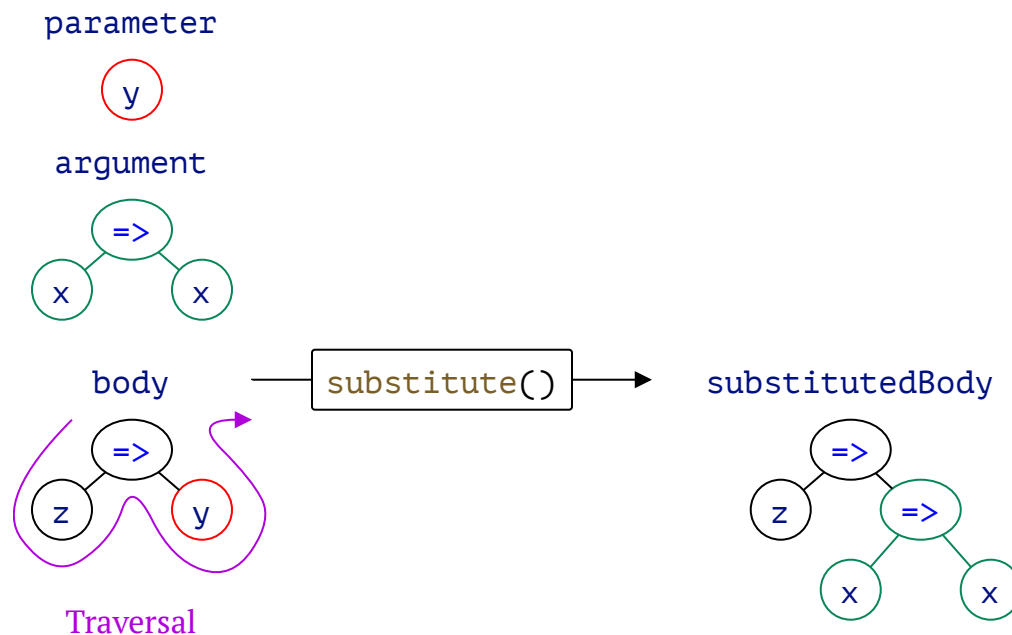 parameter
y
argument
=>
x x
body
substitute()
substitutedBody
=>
z y
=>
z =>
x x
Traversal